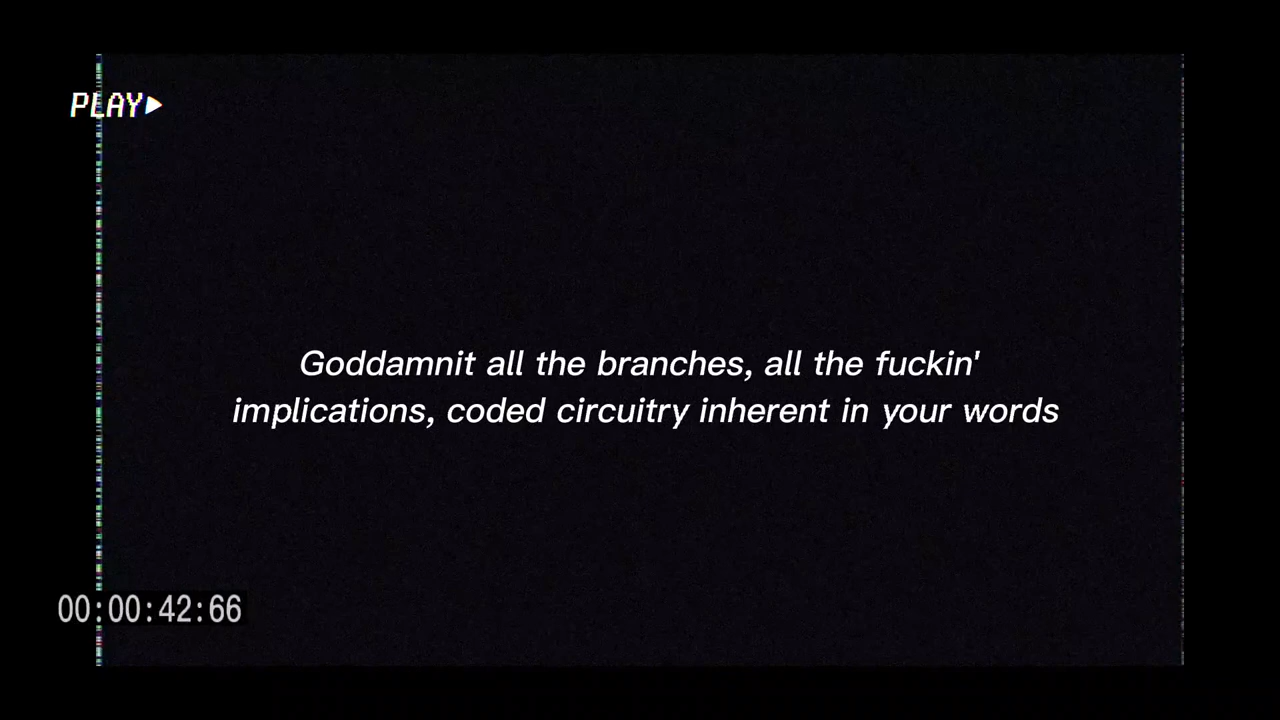 PLAY▶
Goddamnit all the branches, all the fuckin'
implications, coded circuitry inherent in your words
00:00:42:66